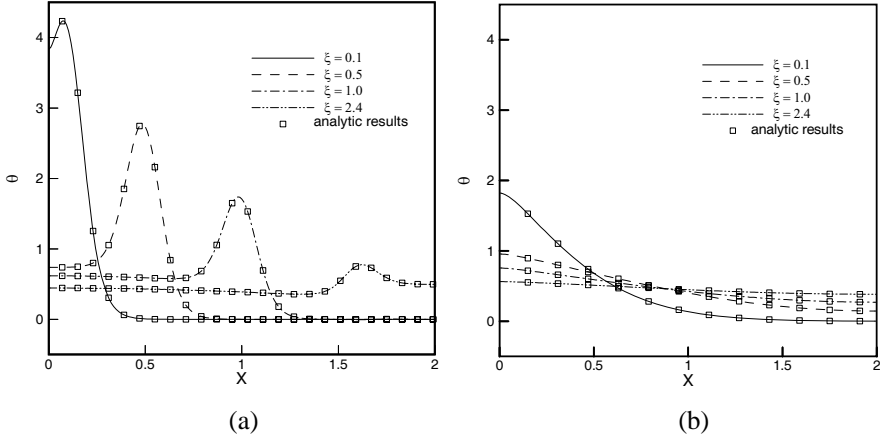 4
3
2
1
0
θ
ξ = 0.1
ξ = 0.5
ξ = 1.0
ξ = 2.4
analytic results
0 0.5 1 1.5 2
X
(a)
4
3
2
1
0
θ
ξ = 0.1
ξ = 0.5
ξ = 1.0
ξ = 2.4
analytic results
0 0.5 1 1.5 2
X
(b)